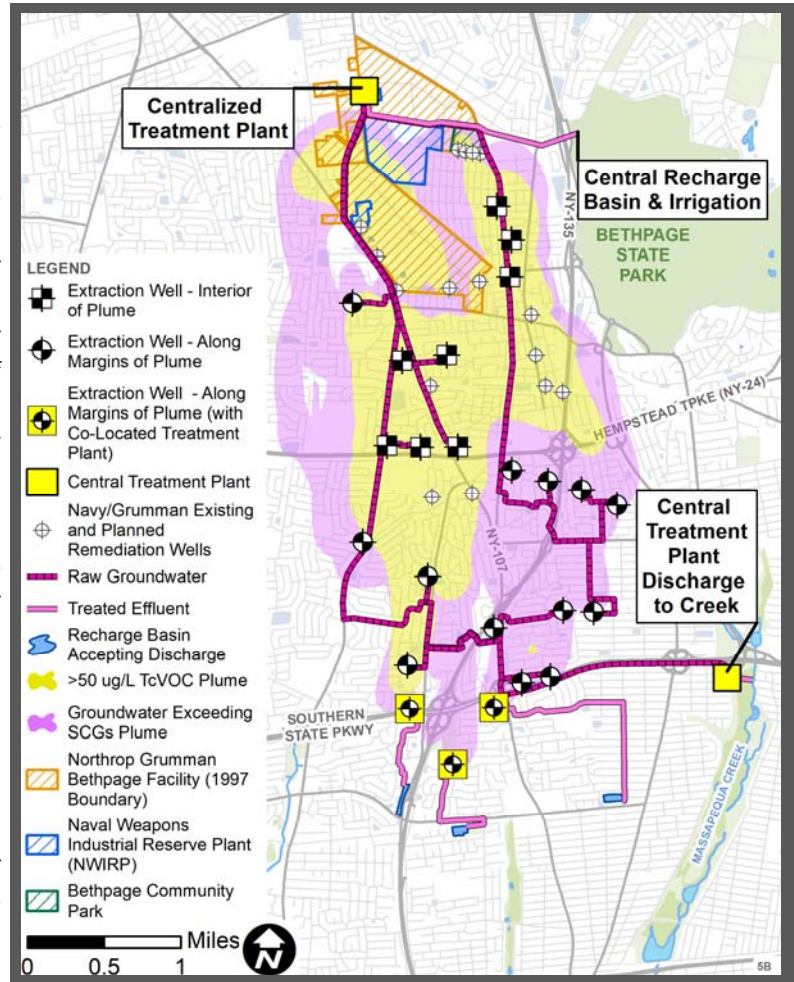 Centralized
Treatment Plant
Central Recharge
Basin & Irrigation
NY-135
BETHPAGE
STATE
PARK
LEGEND
Extraction Well - Interior
of Plume
Extraction Well - Along
Margins of Plume
Extraction Well - Along
Margins of Plume (with
Co-Located Treatment
Plant)
Central Treatment Plant
Navy/Grumman Existing
and Planned
Remediation Wells
Raw Groundwater
Treated Effluent
Recharge Basin
Accepting Discharge
>50 ug/L TcVOC Plume
Groundwater Exceeding
SCGs Plume
Northrop Grumman
Bethpage Facility (1997
Boundary)
Naval Weapons
Industrial Reserve Plant
(NWIRP)
Bethpage Community
Park
Miles
0 0.5 1
N
HEMPSTEAD TPKE (NY-24)
NY-107
Central
Treatment
Plant
Discharge
to Creek
SOUTHERN
STATE PKWY
MASSAPEQUA CREEK
5B